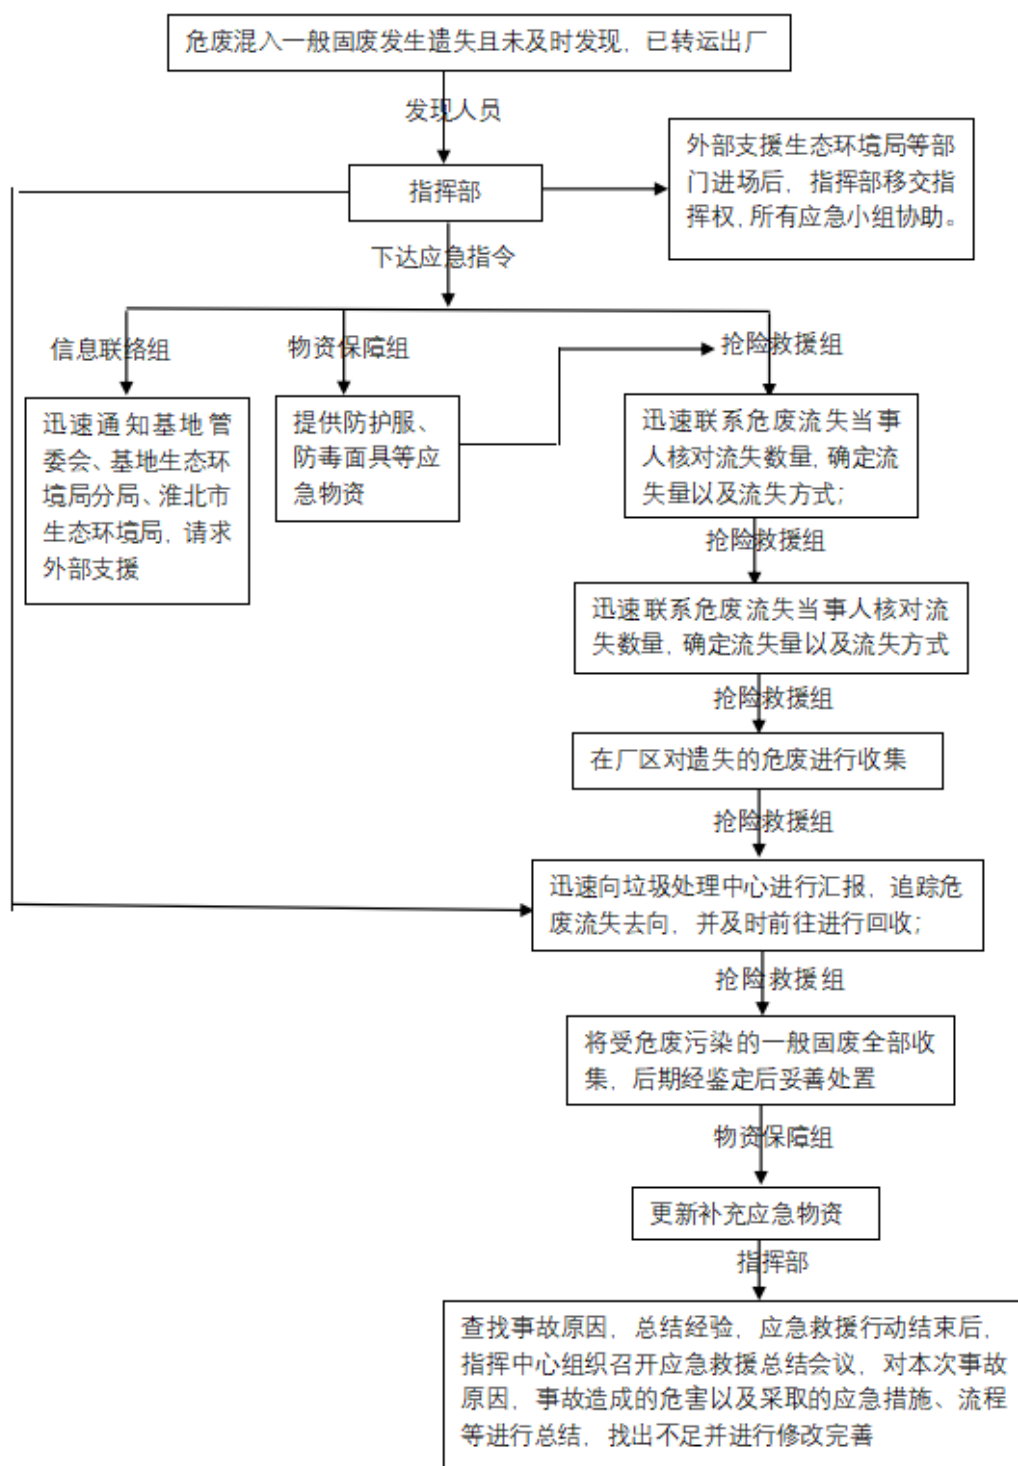 危废混入一般固废发生遗失且未及时发现，已转运出厂
发现人员
外部支援生态环境局等部
门进场后，指挥部移交指
挥权，所有应急小组协助。
指挥部
下达应急指令
信息联络组
物资保障组
抢险救援组
迅速通知基地管
委会、基地生态环
境局分局、淮北市
生态环境局，请求
外部支援
提供防护服、
防毒面具等应
急物资
迅速联系危废流失当事
人核对流失数量，确定流
失量以及流失方式；
抢险救援组
迅速联系危废流失当事人核对流
失数量，确定流失量以及流失方式
抢险救援组
在厂区对遗失的危废进行收集
抢险救援组
迅速向垃圾处理中心进行汇报，追踪危
废流失去向，并及时前往进行回收；
抢险救援组
将受危废污染的一般固废全部收
集，后期经鉴定后妥善处置
物资保障组
更新补充应急物资
指挥部
查找事故原因，总结经验，应急救援行动结束后，
指挥中心组织召开应急救援总结会议，对本次事故
原因，事故造成的危害以及采取的应急措施、流程
等进行总结，找出不足并进行修改完善